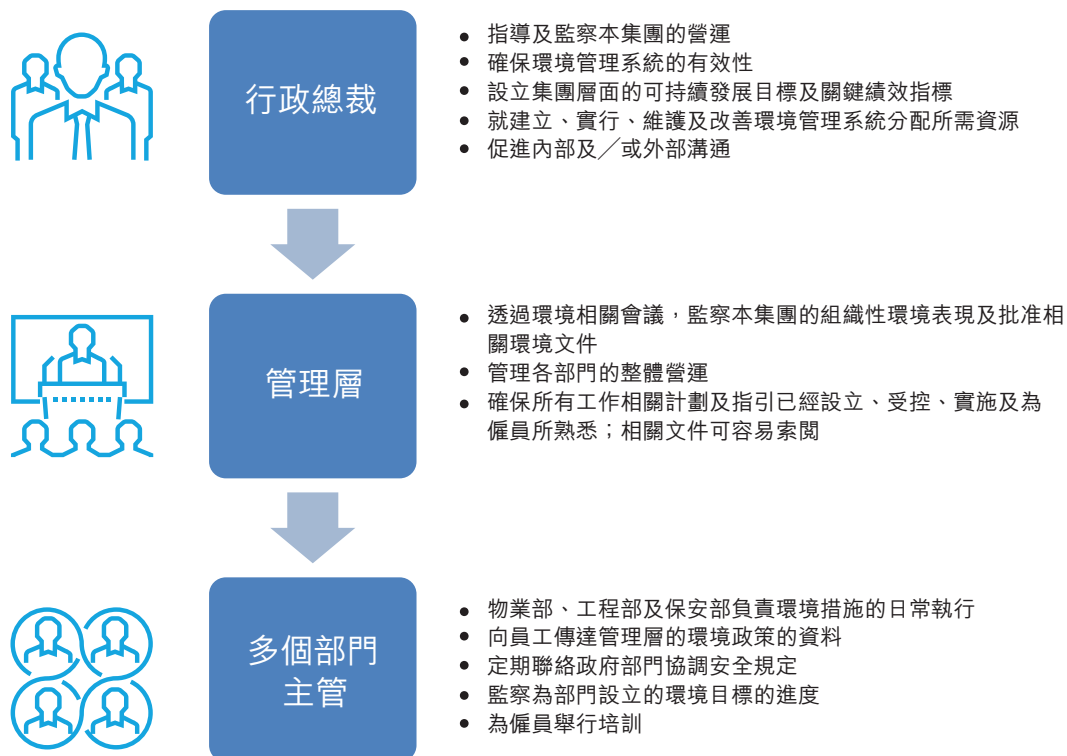 行政總裁
• 指導及監察本集團的營運
• 確保環境管理系統的有效性
• 設立集團層面的可持續發展目標及關鍵績效指標
• 就建立、實行、維護及改善環境管理系統分配所需資源
• 促進內部及／或外部溝通
管理層
• 透過環境相關會議，監察本集團的組織性環境表現及批准相
關環境文件
• 管理各部門的整體營運
• 確保所有工作相關計劃及指引已經設立、受控、實施及為
僱員所熟悉；相關文件可容易索閱
多個部門
主管
• 物業部、工程部及保安部負責環境措施的日常執行
• 向員工傳達管理層的環境政策的資料
• 定期聯絡政府部門協調安全規定
• 監察為部門設立的環境目標的進度
• 為僱員舉行培訓